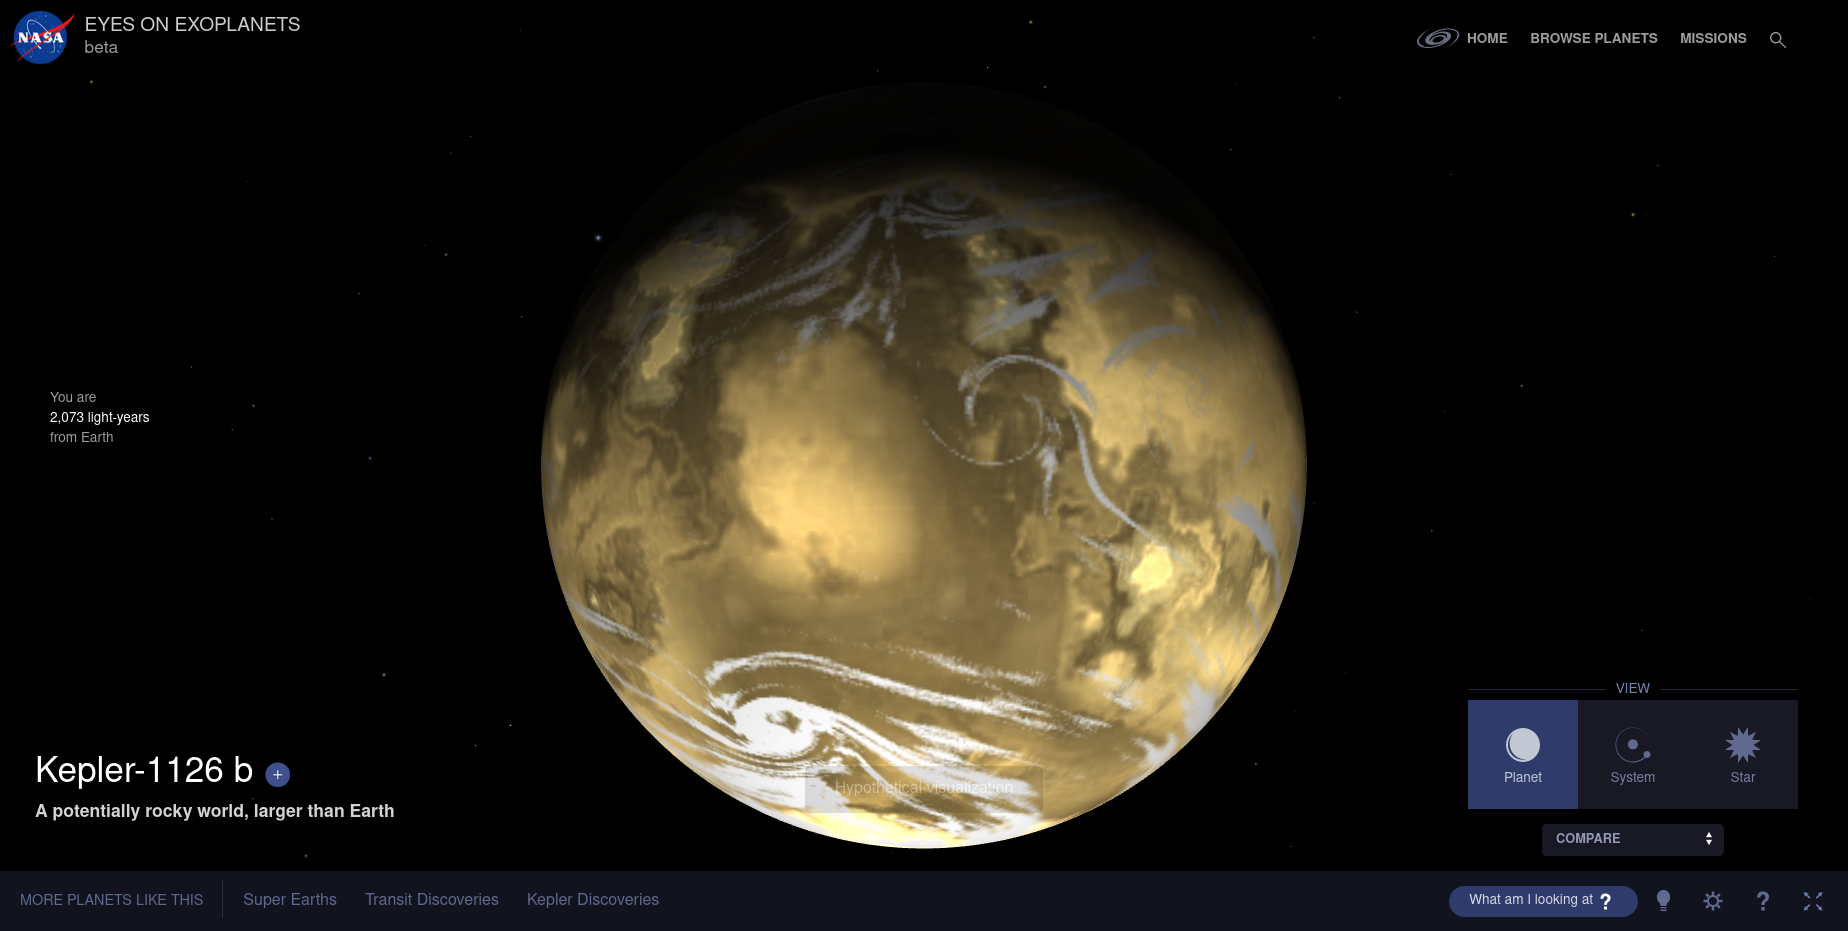 NASA
EYES ON EXOPLANETS
beta
HOME
BROWSE PLANETS
MISSIONS
You are
2,073 light-years
from Earth
Kepler-1126 b +
A potentially rocky world, larger than Earth
Hypothetical visualization
VIEW
Planet
System
Star
COMPARE
MORE PLANETS LIKE THIS
Super Earths
Transit Discoveries
Kepler Discoveries
What am I looking at ?
?